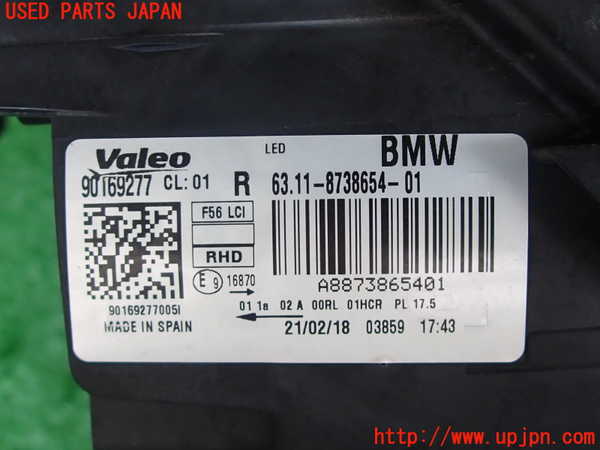 USED PARTS JAPAN
Valeo
LED
BMW
90169277 CL:01 R 63.11-8738654-01
F56 LCI
RHD
E9 16870
A8873865401
01 1a 02 A 00RL 01HCR PL 17.5
90169277005I
MADE IN SPAIN
21/02/18 03859 17:43
http://www.upjpn.com/